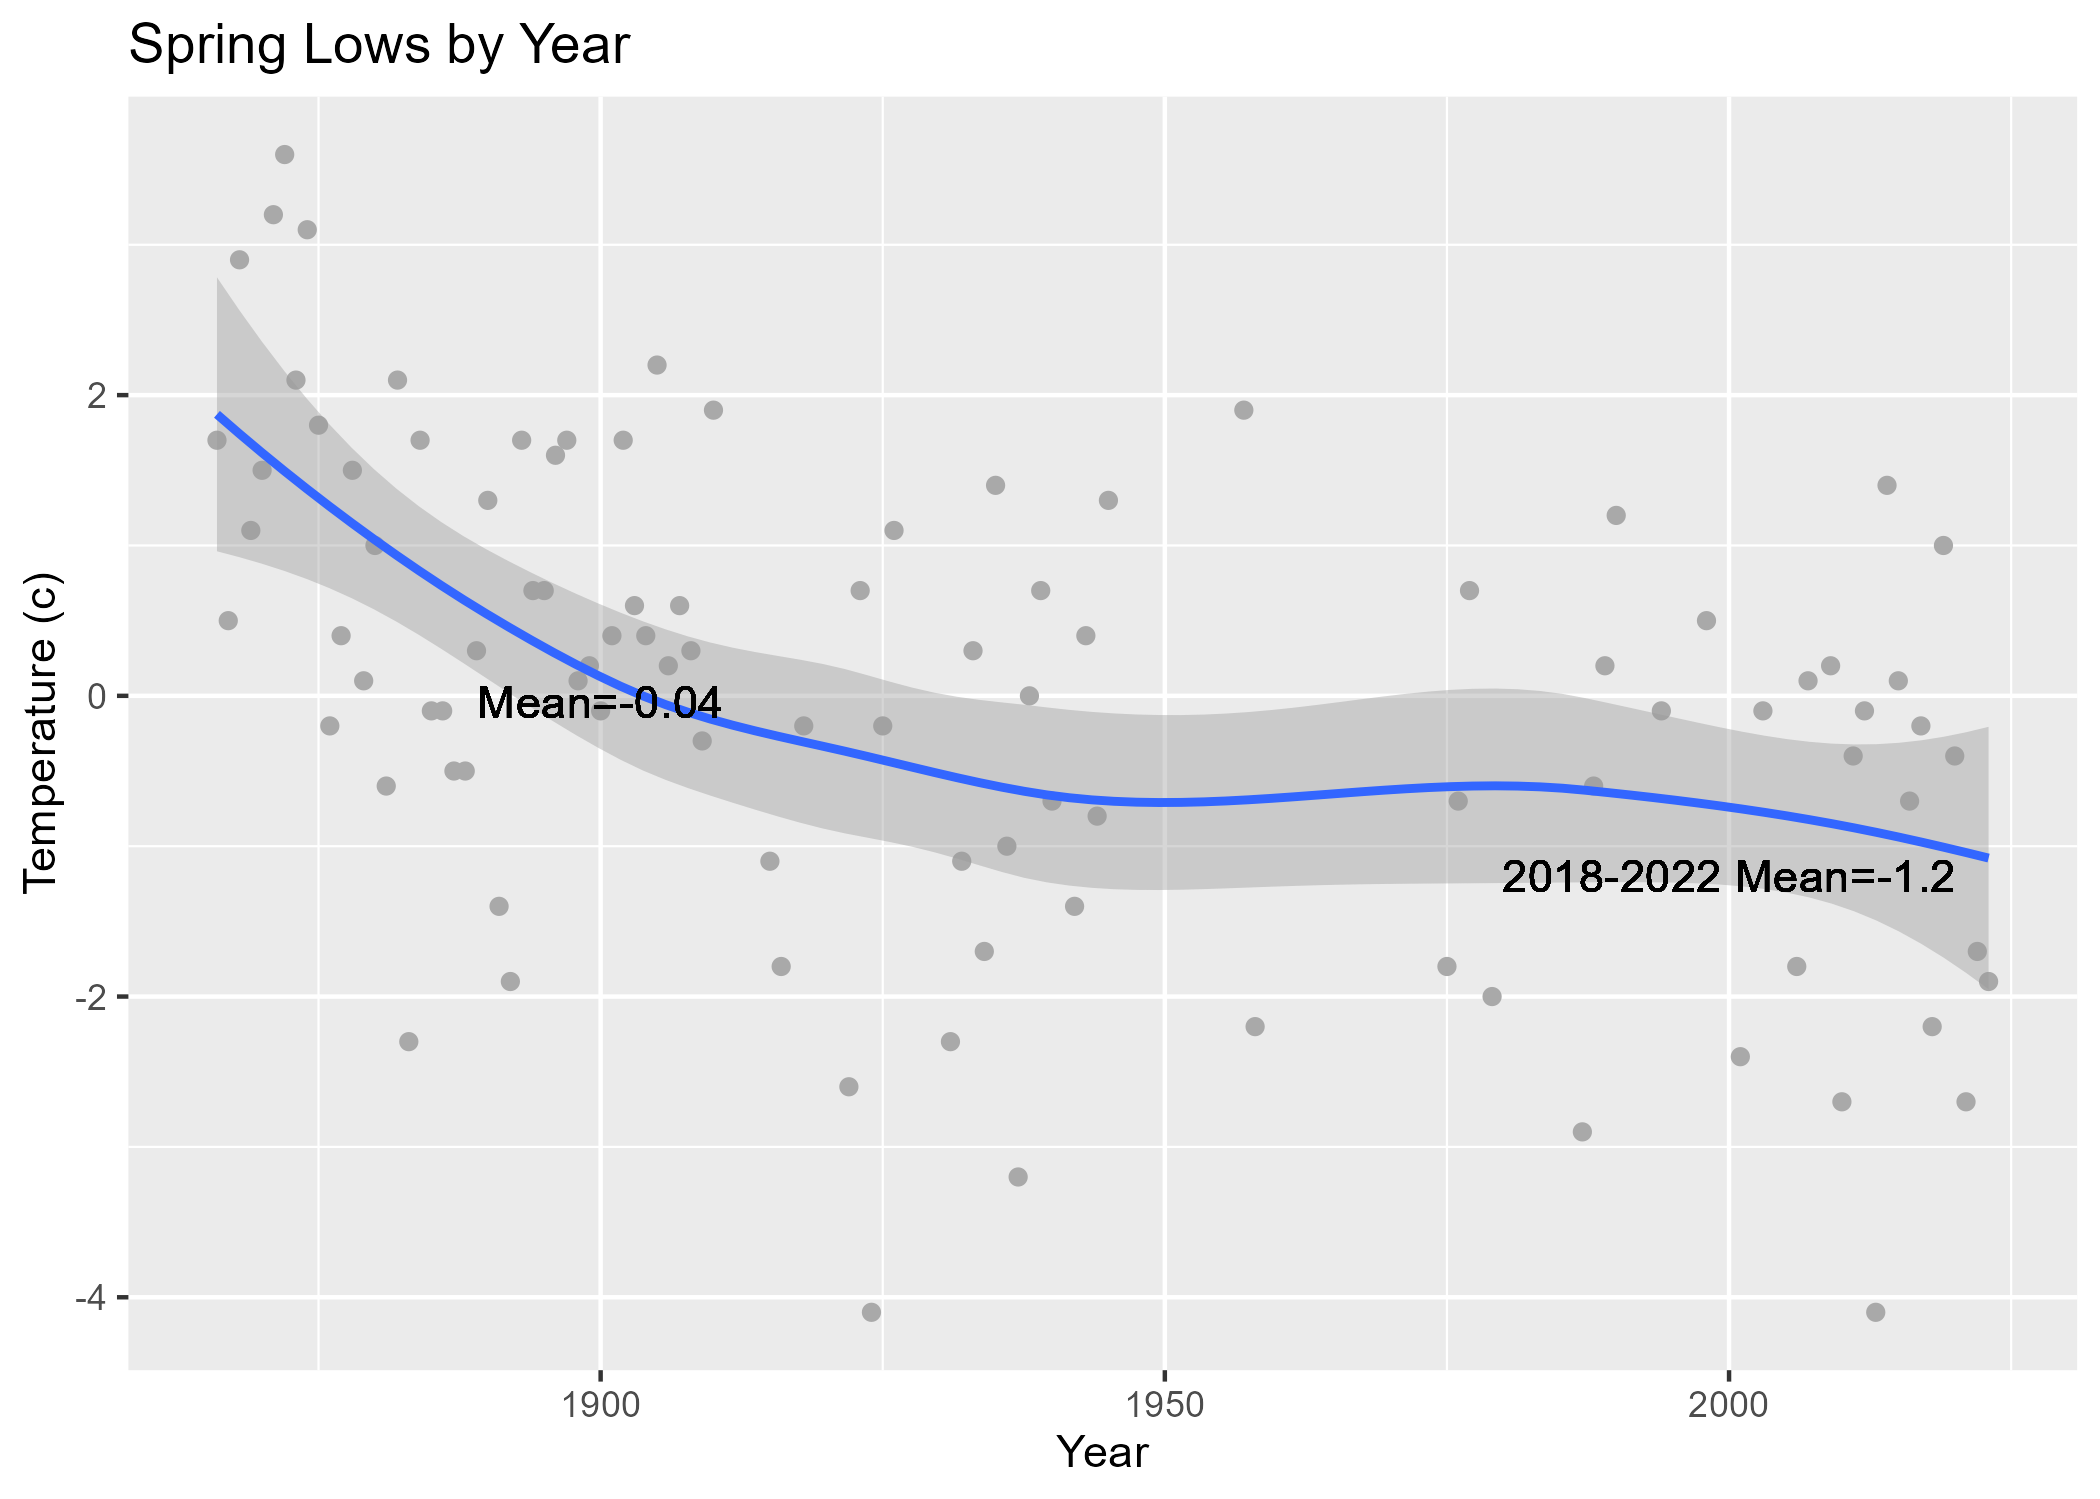 Spring Lows by Year
Temperature (c)
2
0
-2
-4
Mean=-0.04
2018-2022 Mean=-1.2
1900
1950
2000
Year